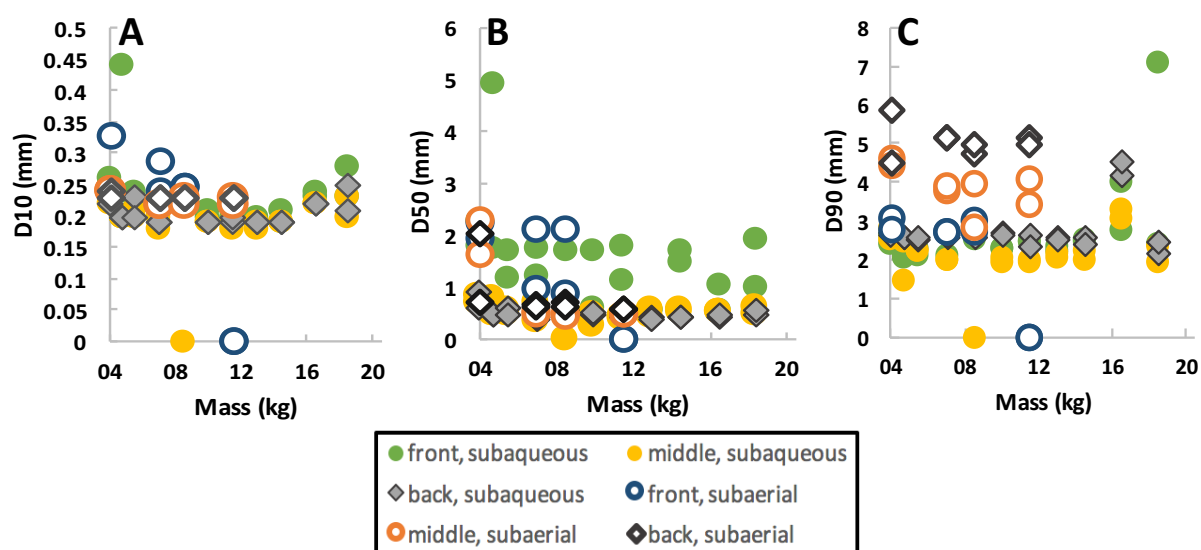 A
D10 (mm)
0.5
0.45
0.4
0.35
0.3
0.25
0.2
0.15
0.1
0.05
0
04 08 12 16 20
Mass (kg)
B
D50 (mm)
6
5
4
3
2
1
0
04 08 12 16 20
Mass (kg)
C
D90 (mm)
8
7
6
5
4
3
2
1
0
04 08 12 16 20
Mass (kg)
front, subaqueous middle, subaqueous
back, subaqueous front, subaerial
middle, subaerial back, subaerial